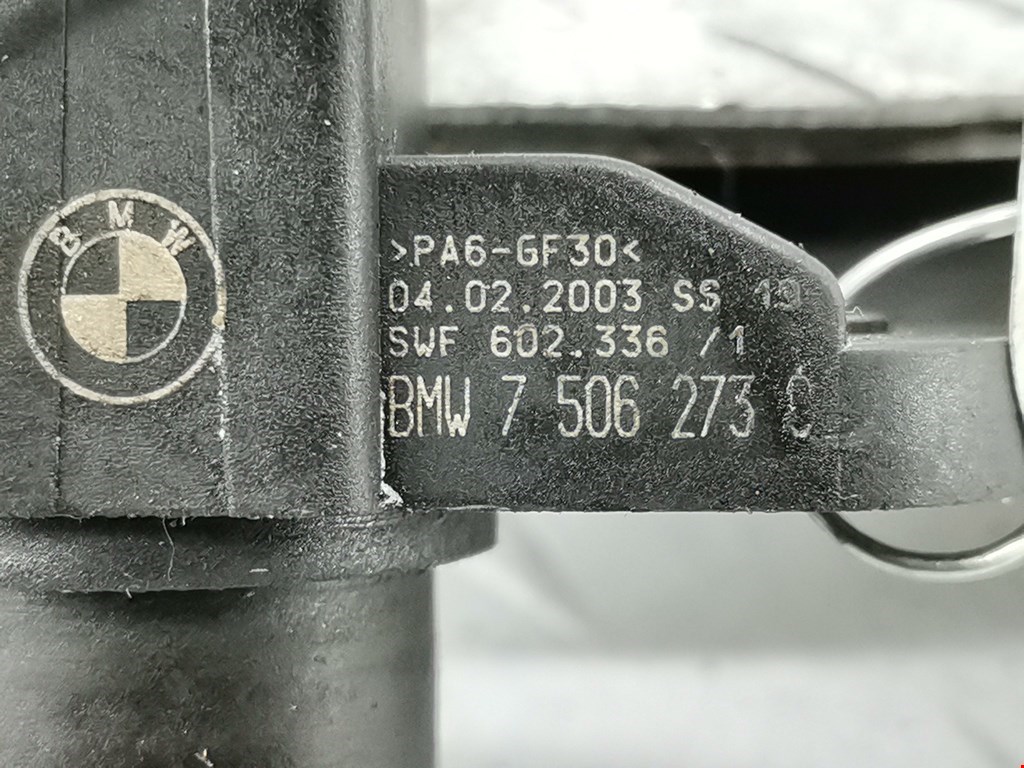 BMW
>PA6-GF30<
04.02.2003 SS
SWF 602.336 /1
BMW 7 506 273